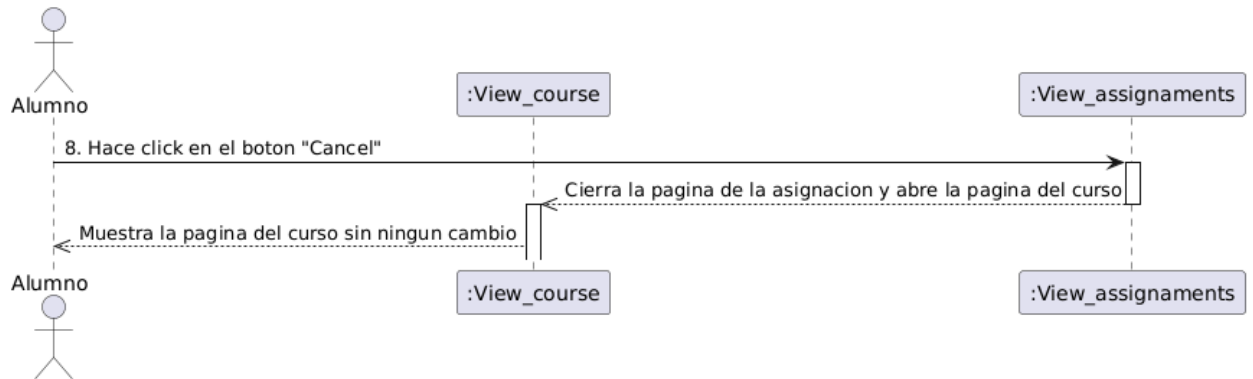 Alumno
:View_course
:View_assignaments
8. Hace click en el boton "Cancel"
Cierra la pagina de la asignacion y abre la pagina del curso
Muestra la pagina del curso sin ningun cambio
Alumno
:View_course
:View_assignaments